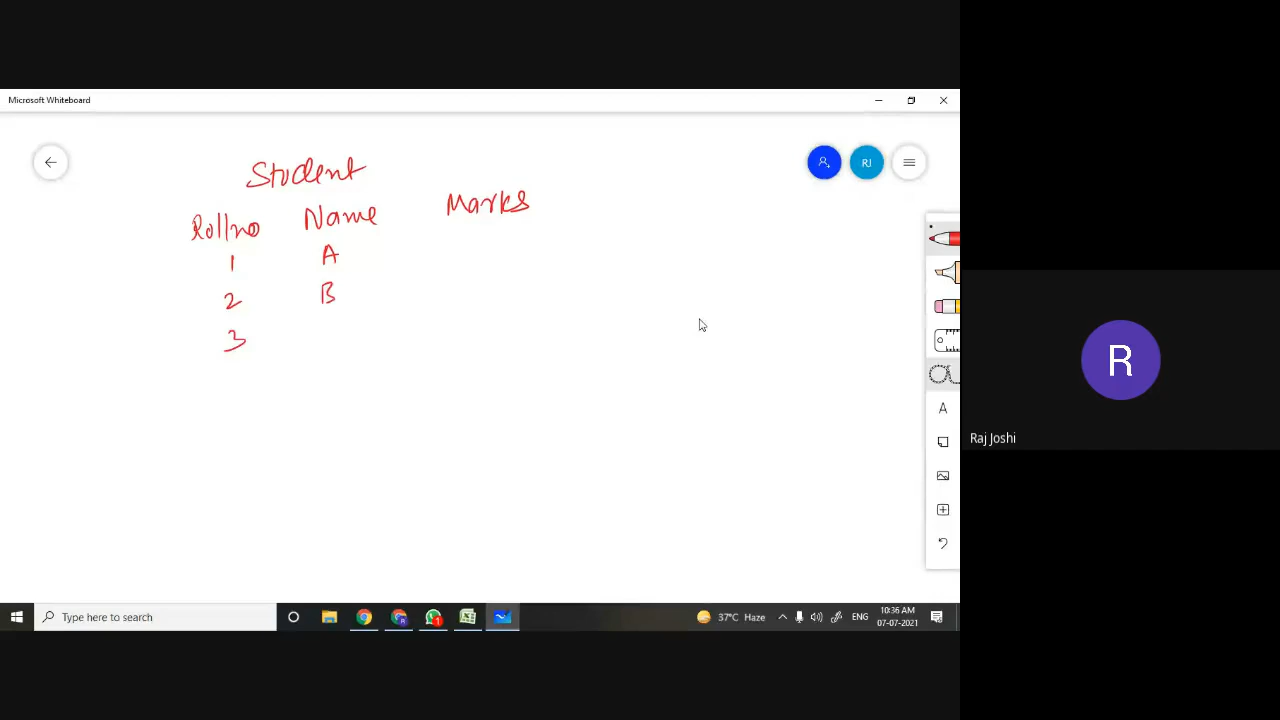 Microsoft Whiteboard
RJ
Student
Rollno Name Marks
1 A
2 B
3
A
R
Raj Joshi
Type here to search
1
37°C Haze
ENG
10:36 AM
07-07-2021